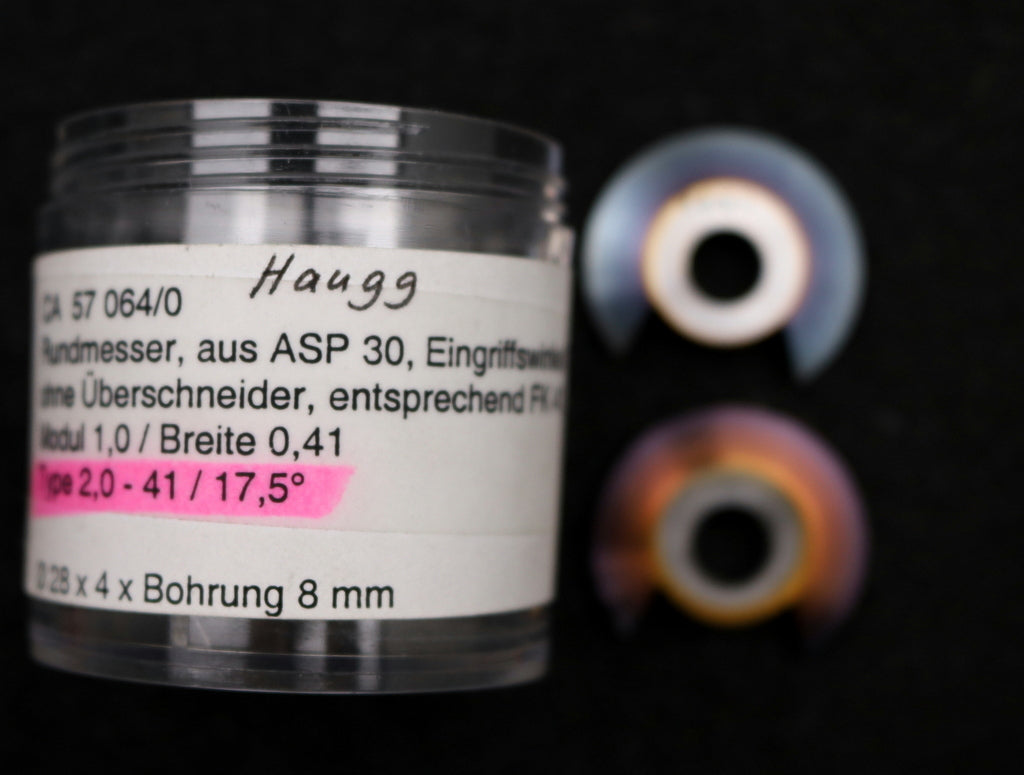 Haugg
CA 57 064/0
Rundmesser, aus ASP 30,
ohne Überschneider, entsprechend
Modul 1,0 / Breite 0,41
Type 2,0 - 41 / 17,5°
x 4 x Bohrung 8 mm